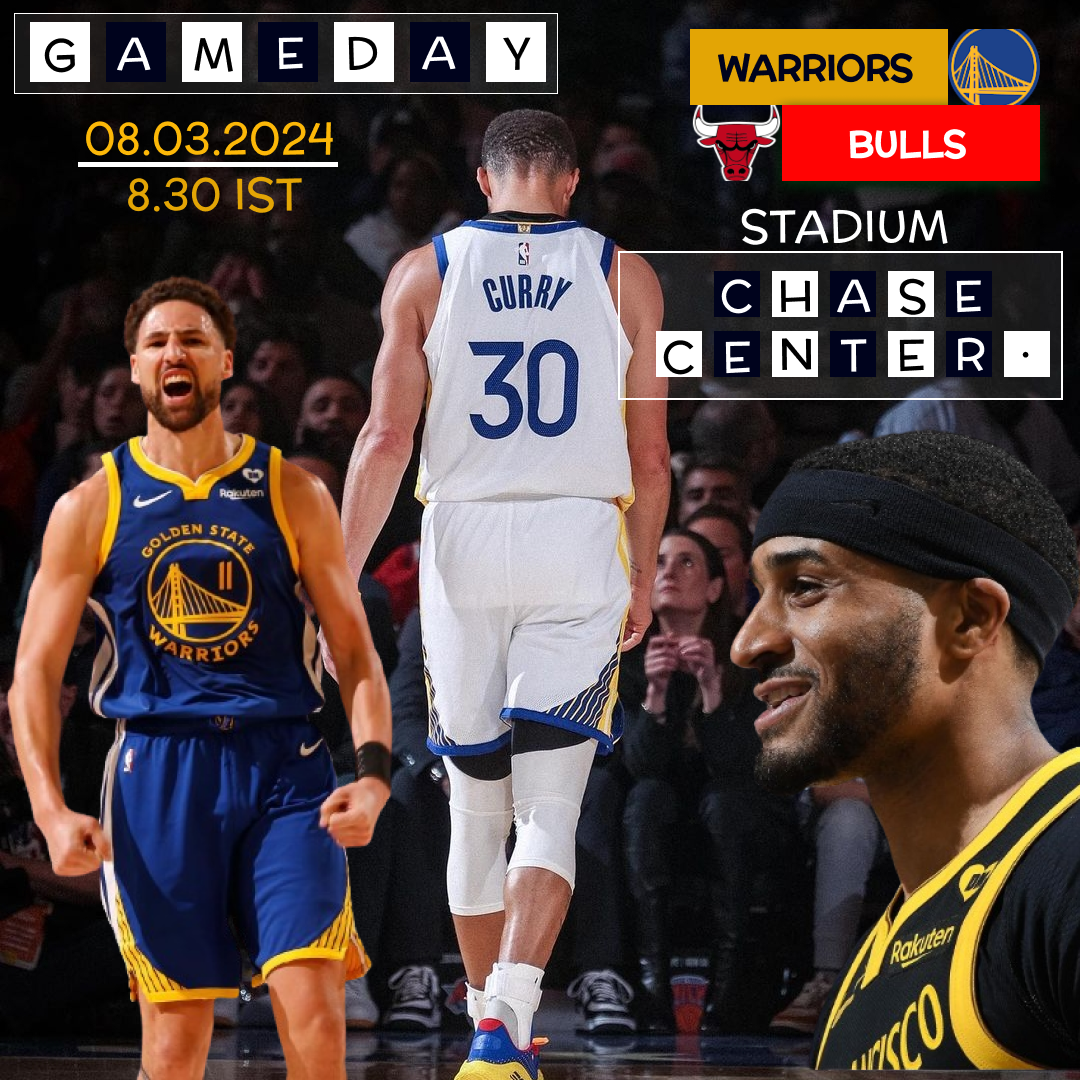 GAMEDAY
08.03.2024
8.30 IST
WARRIORS
BULLS
STADIUM
CHASE
CENTER.
CURRY
30
Rakuten
GOLDEN STATE
11
WARRIORS
Rakuten